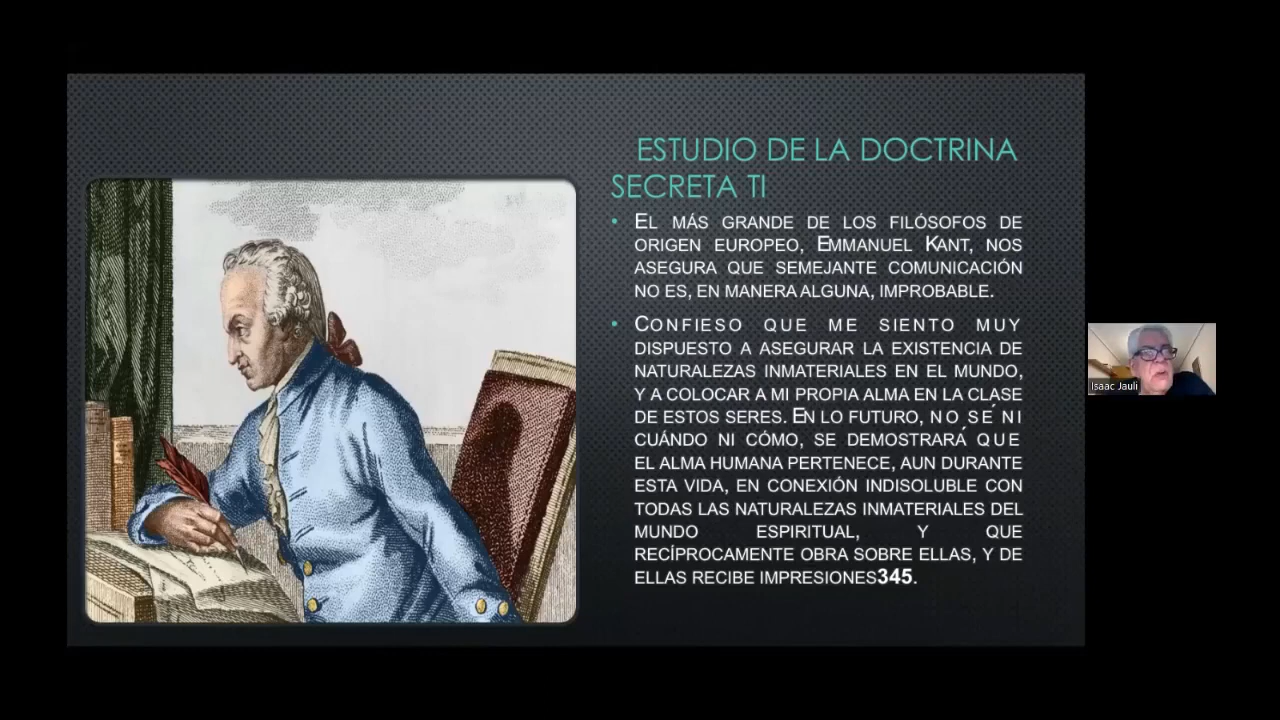 ESTUDIO DE LA DOCTRINA
SECRETA TI
• EL MÁS GRANDE DE LOS FILÓSOFOS DE
ORIGEN EUROPEO, EMMANUEL KANT, NOS
ASEGURA QUE SEMEJANTE COMUNICACIÓN
NO ES, EN MANERA ALGUNA, IMPROBABLE.
• CONFIESO QUE ME SIENTO MUY
DISPUESTO A ASEGURAR LA EXISTENCIA DE
NATURALEZAS INMATERIALES EN EL MUNDO,
Y A COLOCAR A MI PROPIA ALMA EN LA CLASE
DE ESTOS SERES. EN LO FUTURO, NO SÉ NI
CUÁNDO NI CÓMO, SE DEMOSTRARÁ QUE
EL ALMA HUMANA PERTENECE, AUN DURANTE
ESTA VIDA, EN CONEXIÓN INDISOLUBLE CON
TODAS LAS NATURALEZAS INMATERIALES DEL
MUNDO ESPIRITUAL, Y QUE
RECÍPROCAMENTE OBRA SOBRE ELLAS, Y DE
ELLAS RECIBE IMPRESIONES345.
Isaac Jauli